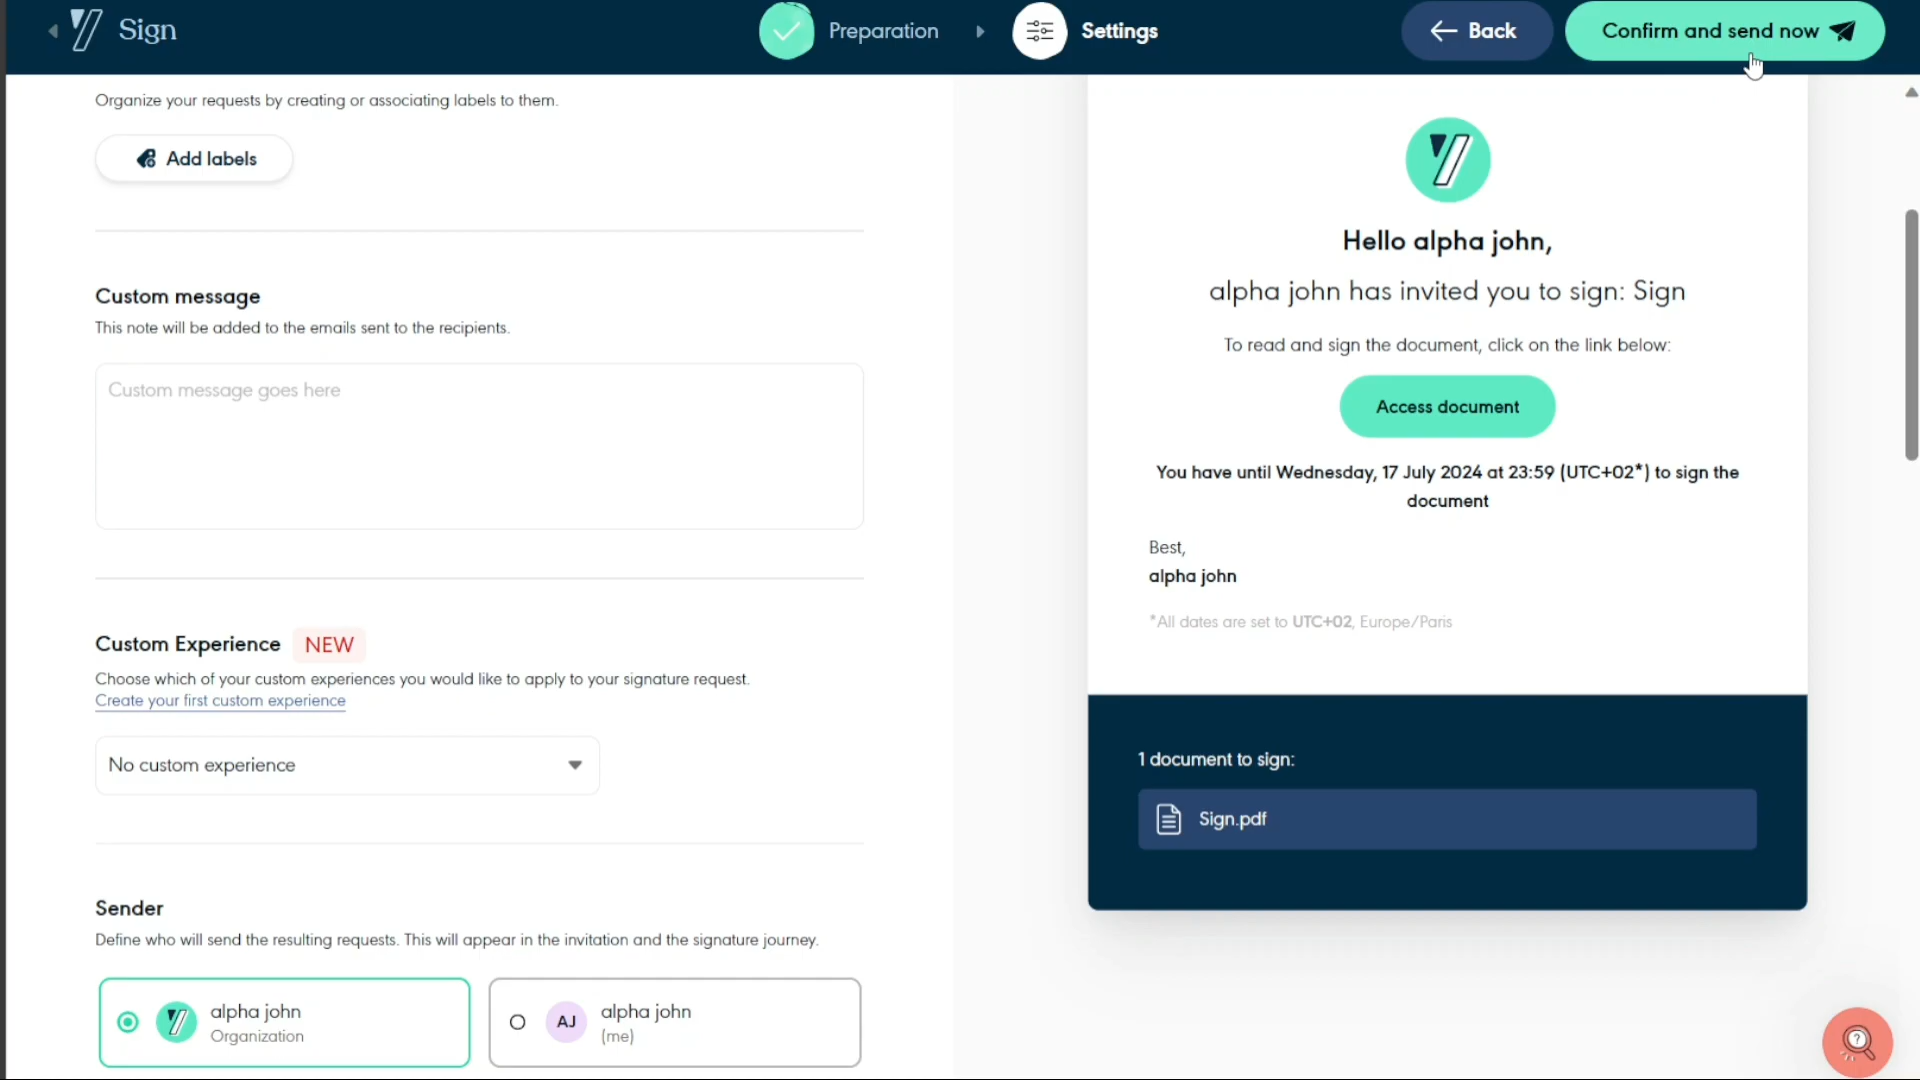 Sign
Preparation
Settings
Back
Confirm and send now
Organize your requests by creating or associating labels to them.
Add labels
Custom message
This note will be added to the emails sent to the recipients.
Custom message goes here
Custom Experience NEW
Choose which of your custom experiences you would like to apply to your signature request.
Create your first custom experience
No custom experience
Sender
Define who will send the resulting requests. This will appear in the invitation and the signature journey.
alpha john
Organization
AJ
alpha john
(me)
Hello alpha john,
alpha john has invited you to sign: Sign
To read and sign the document, click on the link below:
Access document
You have until Wednesday, 17 July 2024 at 23:59 (UTC+02*) to sign the
document
Best,
alpha john
*All dates are set to UTC+02, Europe/Paris
1 document to sign:
Sign.pdf